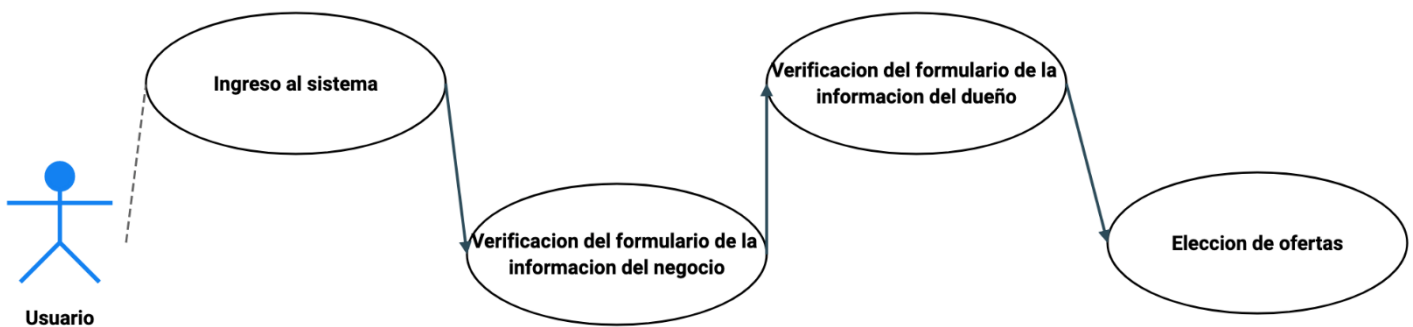 Ingreso al sistema
Verificacion del formulario de la
informacion del negocio
Verificacion del formulario de la
informacion del dueño
Eleccion de ofertas
Usuario